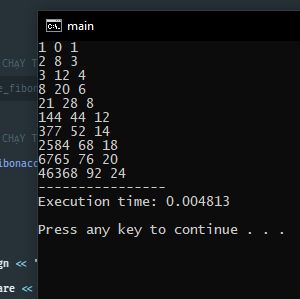 main
1 0 1
2 8 3
3 12 4
8 20 6
21 28 8
144 44 12
377 52 14
2584 68 18
6765 76 20
46368 92 24
----------------
Execution time: 0.004813
Press any key to continue . . .
CHẠY T
e_fibon
CHẠY T
ibonacc
gn << "
are <<